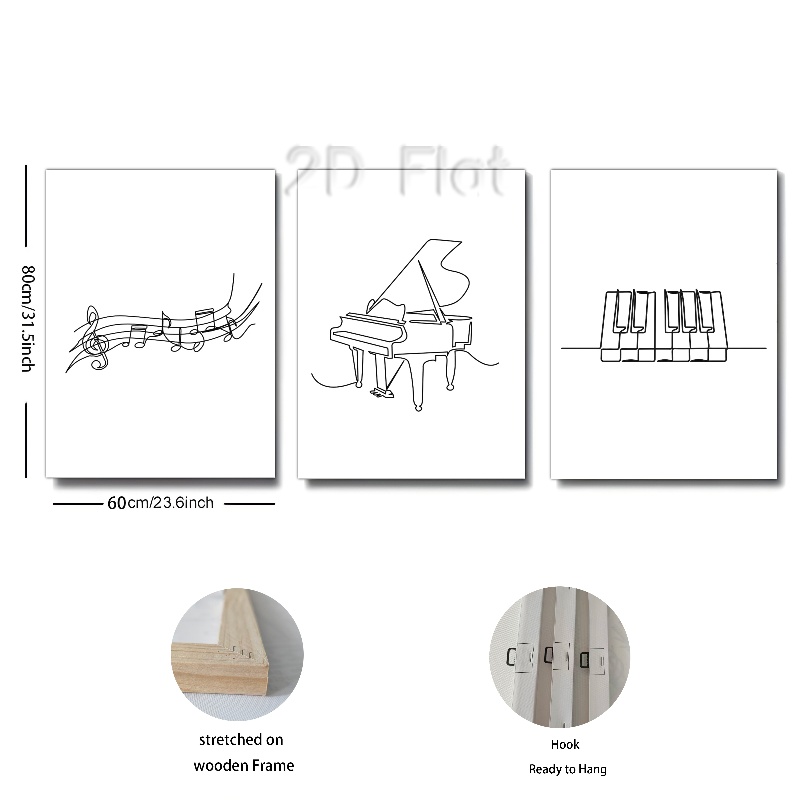 2D Flat
80cm/31.5inch
60cm/23.6inch
stretched on
wooden Frame
Hook
Ready to Hang